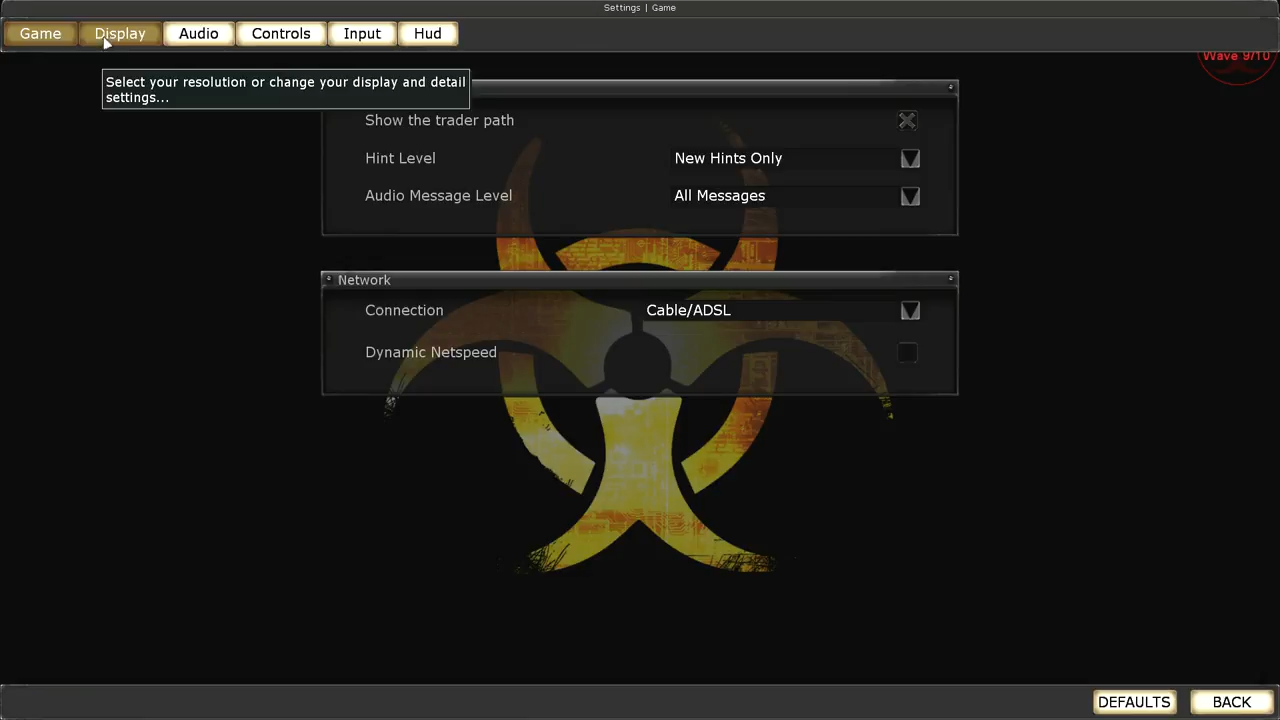 Settings | Game
Game Display Audio Controls Input Hud
Wave 9/10
Select your resolution or change your display and detail
settings...
Show the trader path
Hint Level New Hints Only
Audio Message Level All Messages
Network
Connection Cable/ADSL
Dynamic Netspeed
DEFAULTS BACK